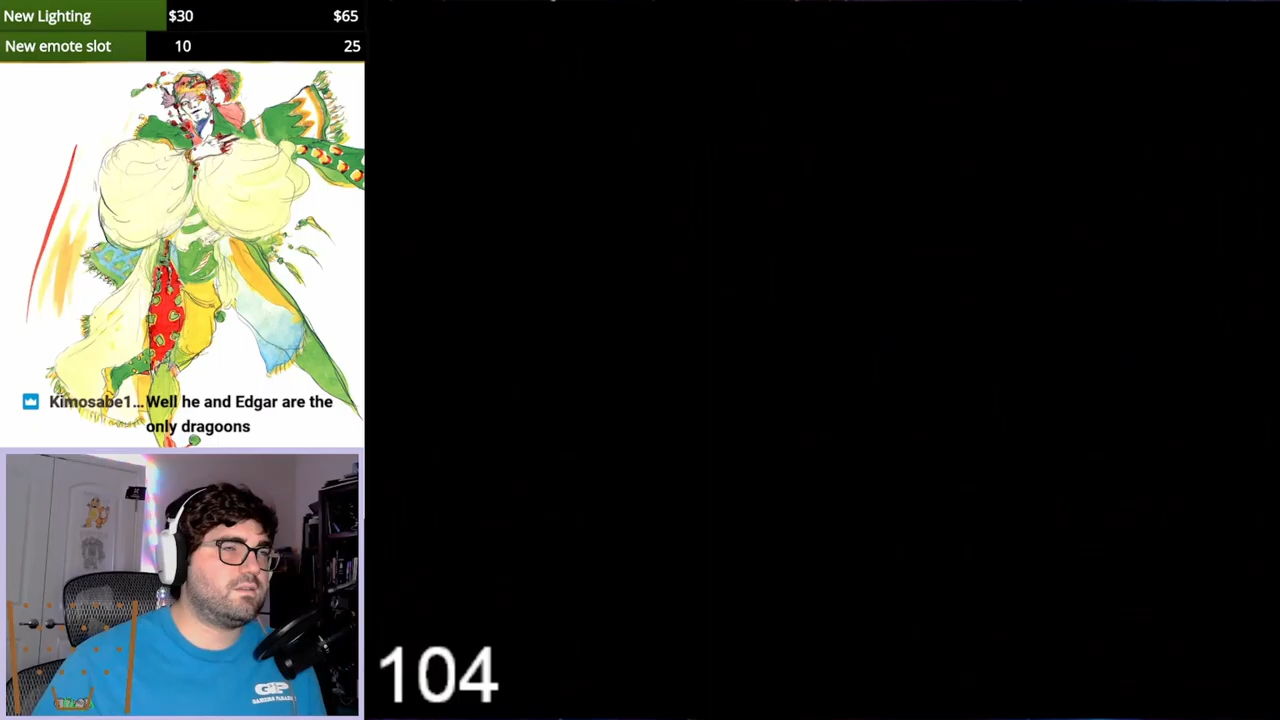 New Lighting $30 $65
New emote slot 10 25
Kimosabe1... Well he and Edgar are the
only dragoons
104